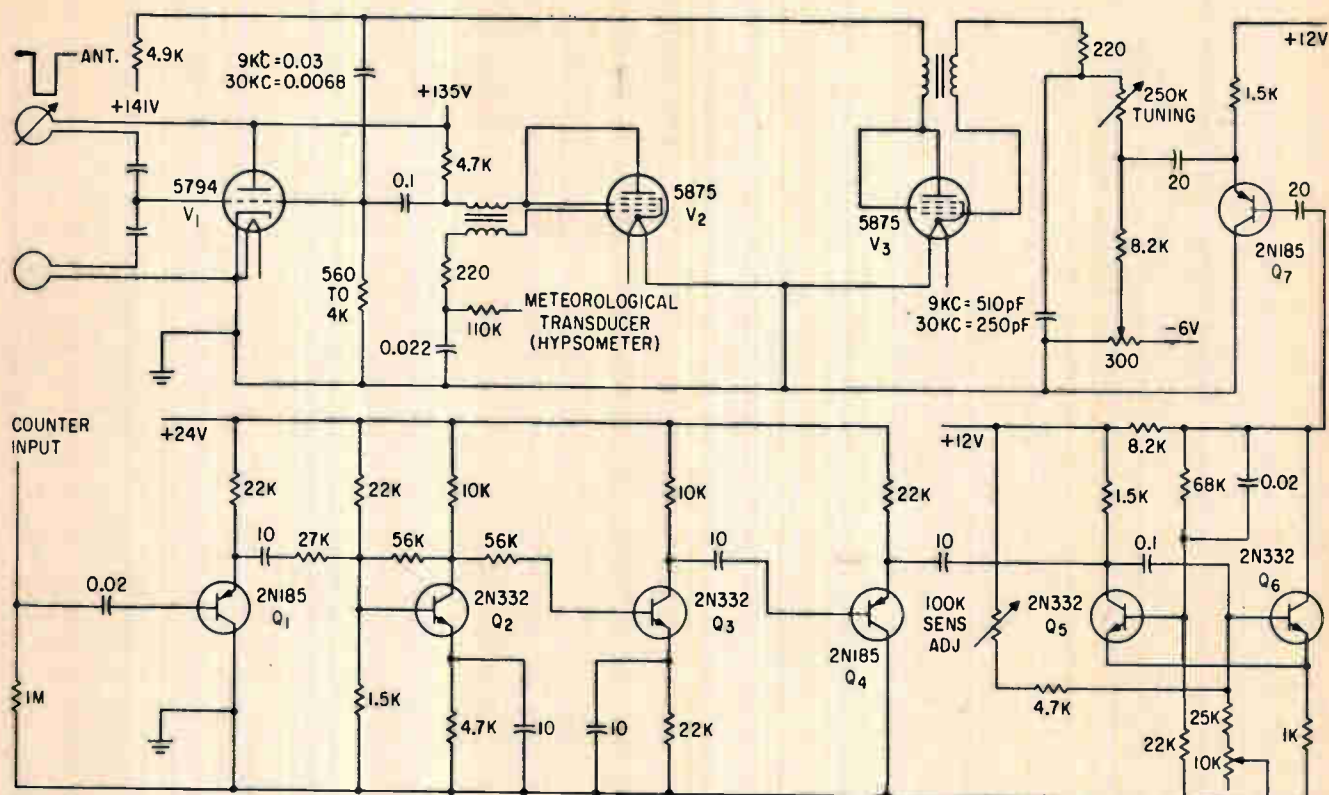 ANT.
4.9K
9KC=0.03
30KC=0.0068
+141V
+135V
5794
V1
0.1
4.7K
5875
V2
5875
V3
220
250K
TUNING
+12V
1.5K
20
20
2N185
Q7
8.2K
560
TO
4K
220
110K
0.022
METEOROLOGICAL
TRANSDUCER
(HYPSOMETER)
9KC=510pF
30KC=250pF
-6V
300
COUNTER
INPUT
+24V
22K
22K
10K
10K
22K
+12V
8.2K
1.5K
68K
0.02
10
27K
56K
56K
10
10
0.1
0.02
2N185
Q1
2N332
Q2
2N332
Q3
2N185
Q4
100K
SENS
ADJ
2N332
Q5
2N332
Q6
1M
1.5K
4.7K
10
10
22K
4.7K
22K
25K
10K
1K